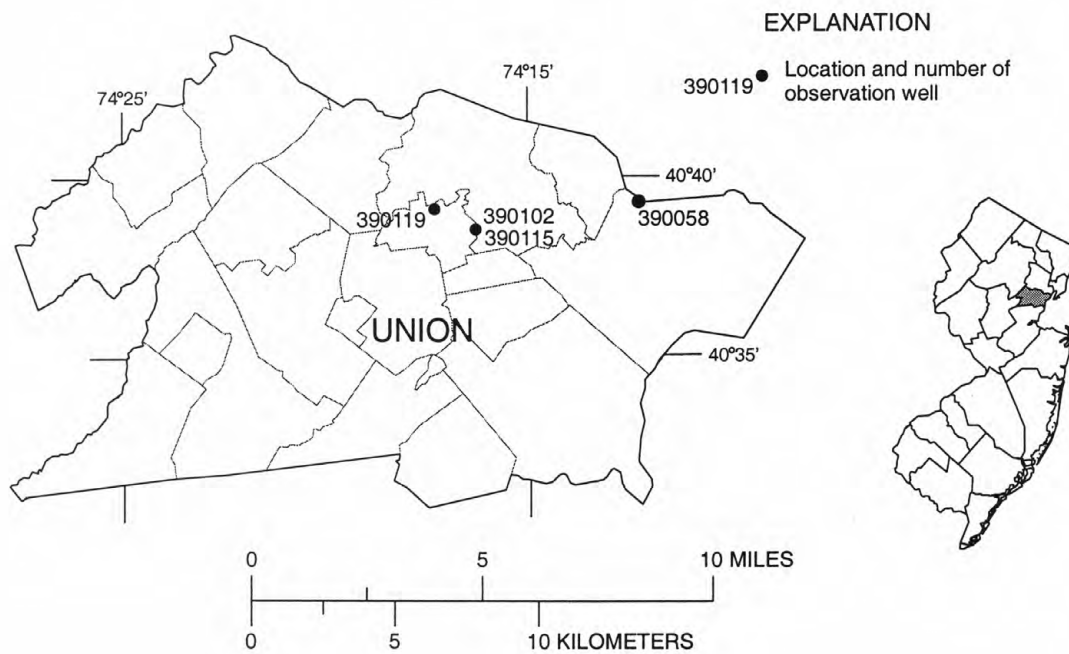 EXPLANATION
390119
Location and number of
observation well
74°25'
74°15'
40°40'
390119
390102
390115
390058
UNION
40°35'
0
5
10 MILES
0
5
10 KILOMETERS